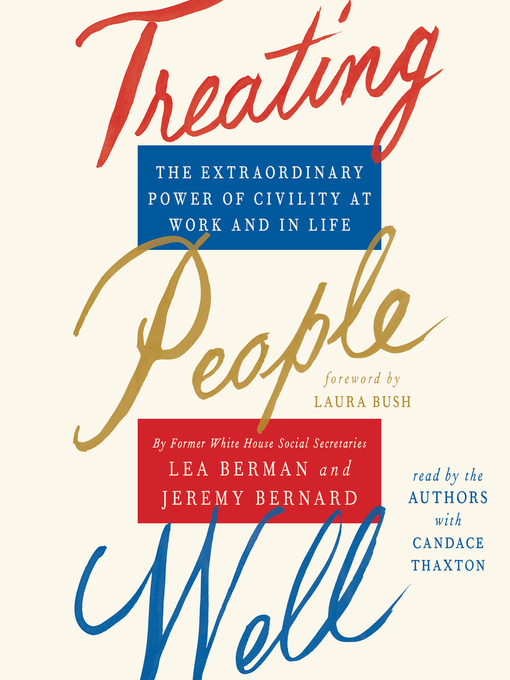 Treating
THE EXTRAORDINARY
POWER OF CIVILITY AT
WORK AND IN LIFE
People
foreword by
LAURA BUSH
By Former White House Social Secretaries
LEA BERMAN and
JEREMY BERNARD
read by the
AUTHORS
with
CANDACE
THAXTON
Well